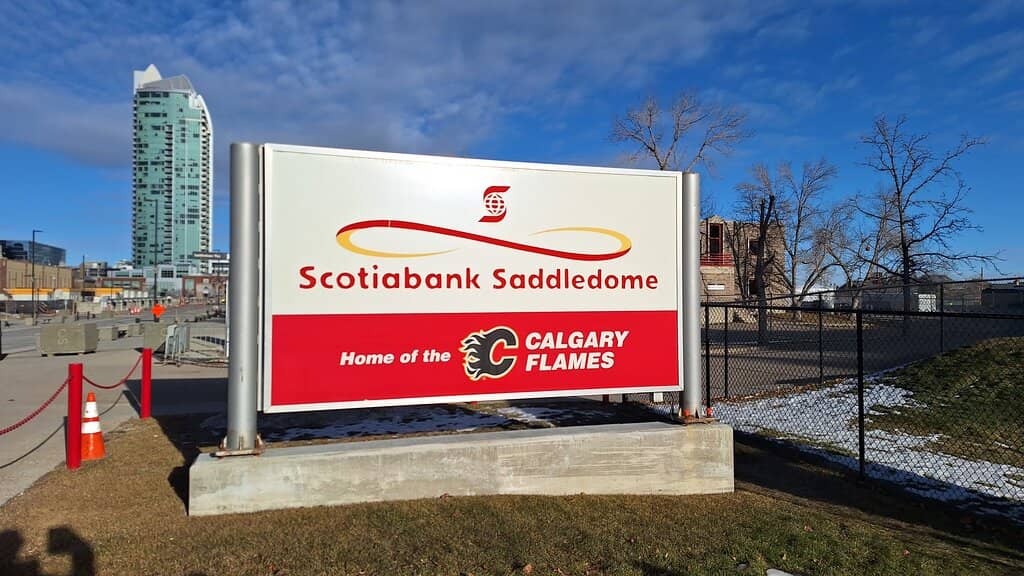 Scotiabank Saddledome
Home of the
CALGARY
FLAMES